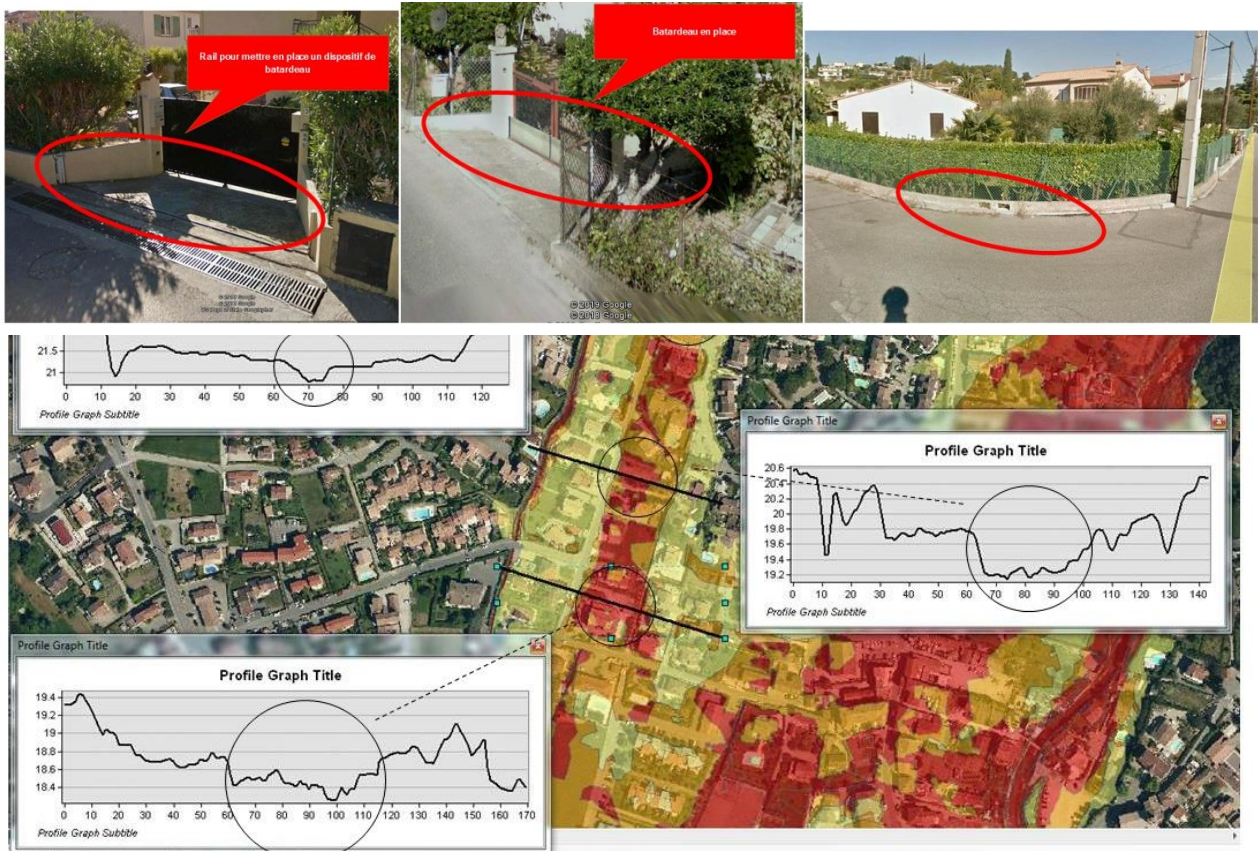 Rail pour mettre en place un dispositif de
batardeau
Batardeau en place
© 2018 Google
© 2019 Google
© 2018 Google
21.5
21
0 10 20 30 40 50 60 70 80 90 100 110 120
Profile Graph Subtitle
Profile Graph Title
Profile Graph Title
20.6
20.4
20.2
20
19.8
19.6
19.4
19.2
0 10 20 30 40 50 60 70 80 90 100 110 120 130 140
Profile Graph Subtitle
Profile Graph Title
Profile Graph Title
19.4
19.2
19
18.8
18.6
18.4
0 10 20 30 40 50 60 70 80 90 100 110 120 130 140 150 160 170
Profile Graph Subtitle